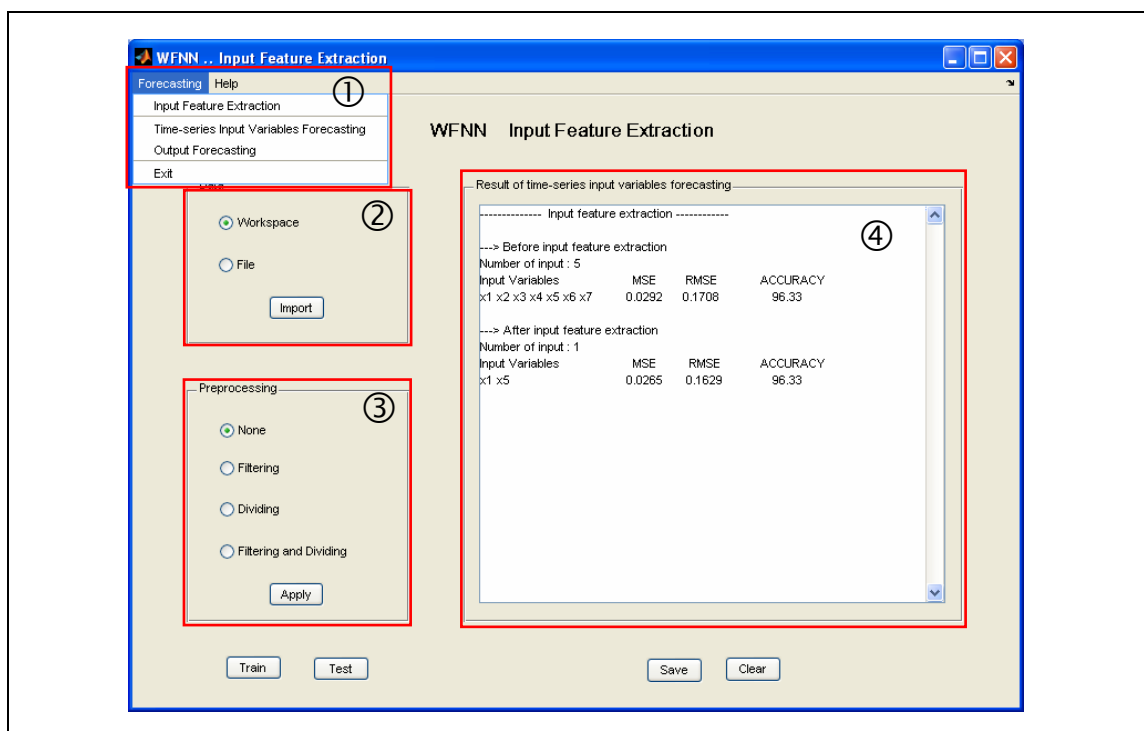 WFNN .. Input Feature Extraction
Forecasting Help
①
Input Feature Extraction
Time-series Input Variables Forecasting
Output Forecasting
Exit
WFNN Input Feature Extraction
Data
②
Workspace
File
Import
Preprocessing
③
None
Filtering
Dividing
Filtering and Dividing
Apply
Train Test
Result of time-series input variables forecasting
④
-------------- Input feature extraction ------------
---> Before input feature extraction
Number of input : 5
Input Variables MSE RMSE ACCURACY
x1 x2 x3 x4 x5 x6 x7 0.0292 0.1708 96.33
---> After input feature extraction
Number of input : 1
Input Variables MSE RMSE ACCURACY
x1 x5 0.0265 0.1629 96.33
Save Clear